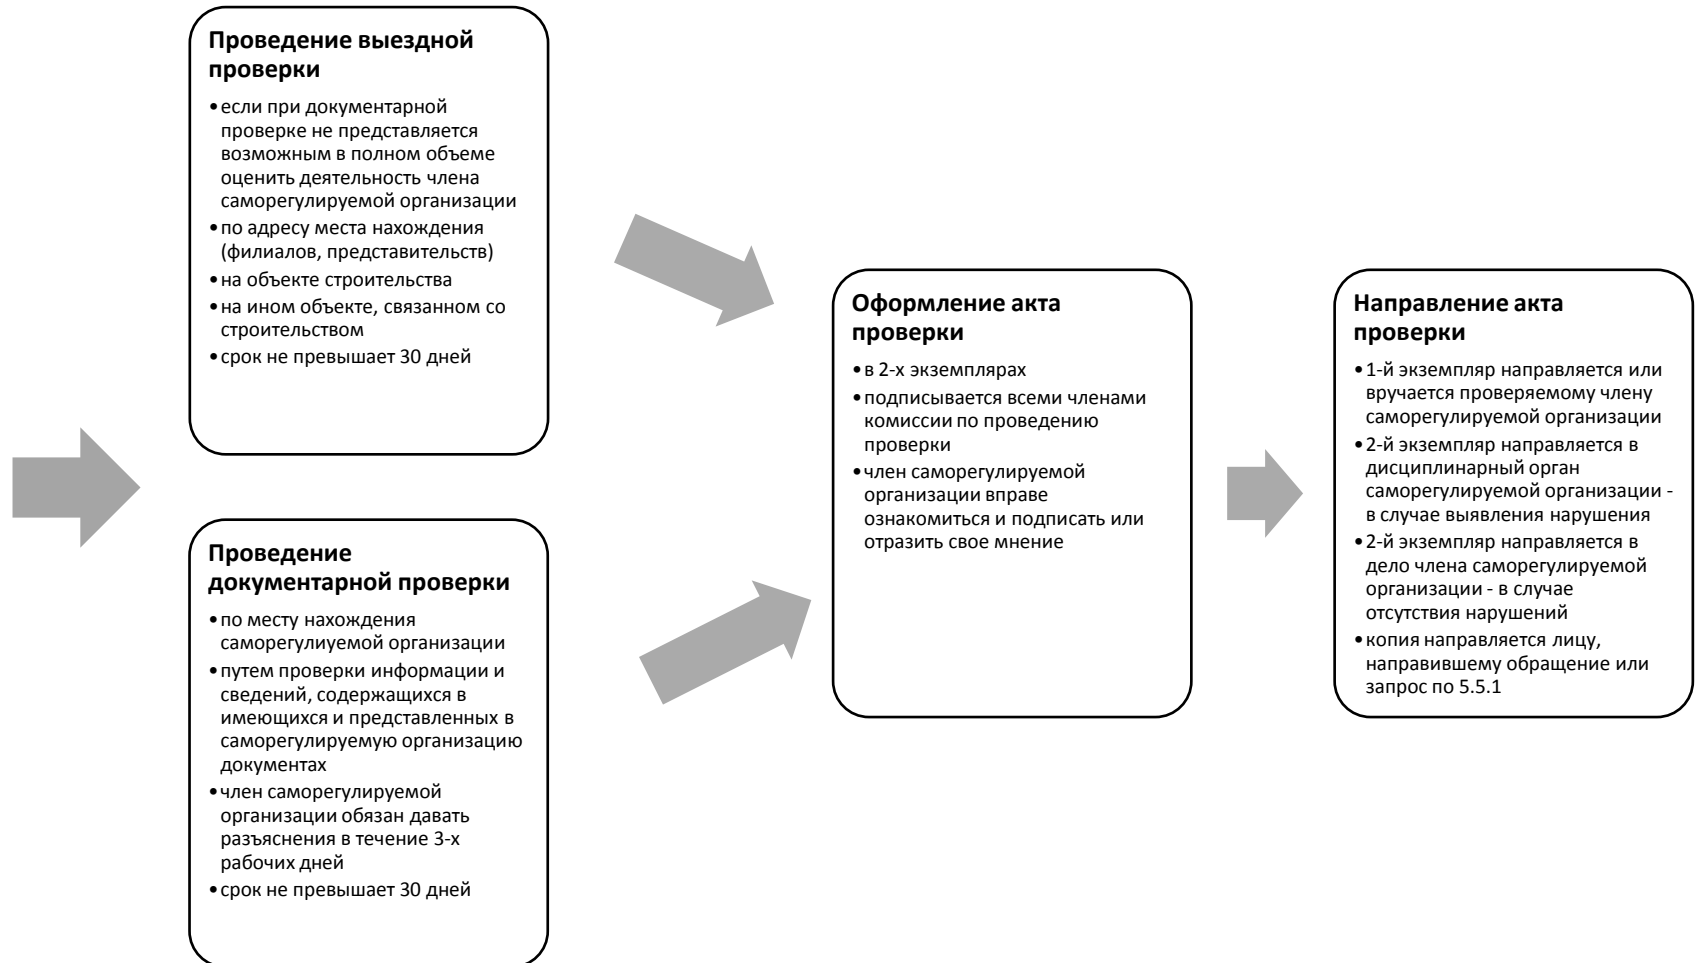 Проведение выездной
проверки
•если при документарной
проверке не представляется
возможным в полном объеме
оценить деятельность члена
саморегулируемой организации
•по адресу места нахождения
(филиалов, представительств)
•на объекте строительства
•на ином объекте, связанном со
строительством
•срок не превышает 30 дней
Проведение
документарной проверки
•по месту нахождения
саморегулиуемой организации
•путем проверки информации и
сведений, содержащихся в
имеющихся и представленных в
саморегулируемую организацию
документах
•член саморегулируемой
организации обязан давать
разъяснения в течение 3-х
рабочих дней
•срок не превышает 30 дней
Оформление акта
проверки
•в 2-х экземплярах
•подписывается всеми членами
комиссии по проведению
проверки
•член саморегулируемой
организации вправе
ознакомиться и подписать или
отразить свое мнение
Направление акта
проверки
•1-й экземпляр направляется или
вручается проверяемому члену
саморегулируемой организации
•2-й экземпляр направляется в
дисциплинарный орган
саморегулируемой организации -
в случае выявления нарушения
•2-й экземпляр направляется в
дело члена саморегулируемой
организации - в случае
отсутствия нарушений
•копия направляется лицу,
направившему обращение или
запрос по 5.5.1